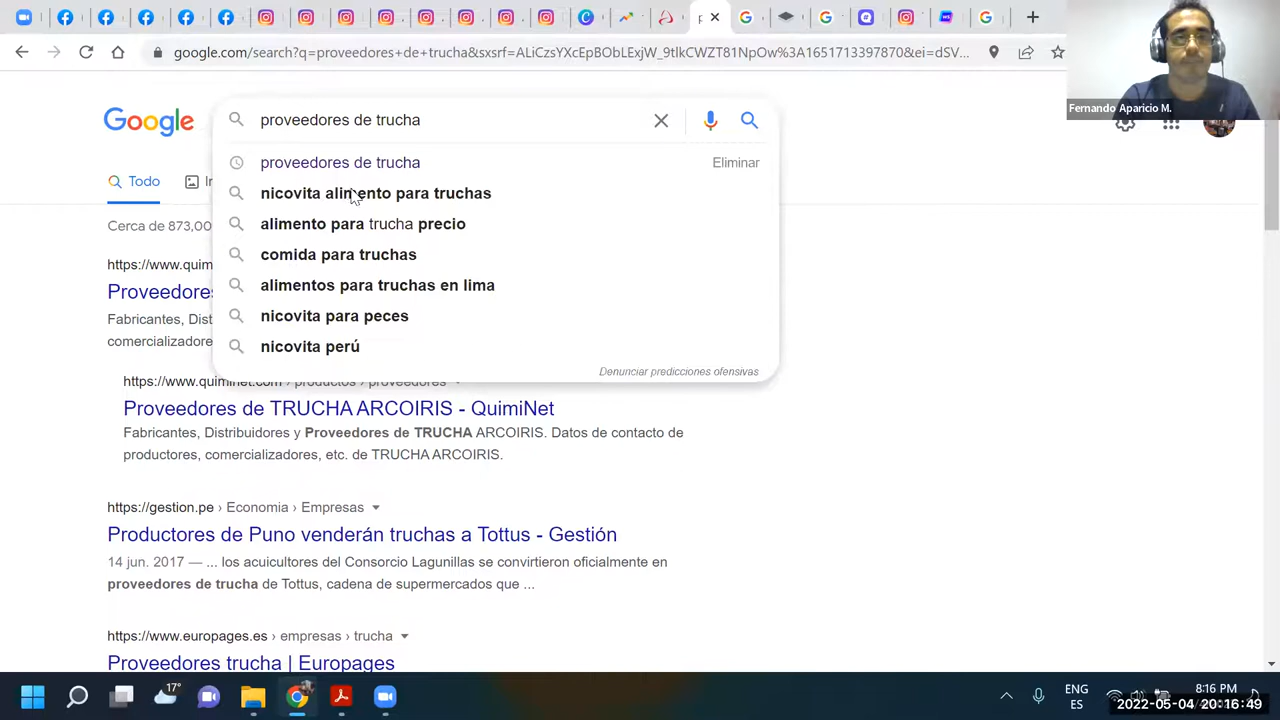 google.com/search?q=proveedores+de+trucha&sxsrf=ALiCzsYXcEpBObLExjW_9tlkCWZT81NpOw%3A1651713397870&ei=dSV...
Fernando Aparicio M.
Google
proveedores de trucha
proveedores de trucha
Eliminar
nicovita alimento para truchas
alimento para trucha precio
comida para truchas
alimentos para truchas en lima
nicovita para peces
nicovita perú
Denunciar predicciones ofensivas
Todo
Cerca de 873,00
https://www.quim
Proveedores
Fabricantes, Dist
comercializadore
https://www.quiminet.com › productos › proveedores
Proveedores de TRUCHA ARCOIRIS - QuimiNet
Fabricantes, Distribuidores y Proveedores de TRUCHA ARCOIRIS. Datos de contacto de
productores, comercializadores, etc. de TRUCHA ARCOIRIS.
https://gestion.pe › Economia › Empresas
Productores de Puno venderán truchas a Tottus - Gestión
14 jun. 2017 — ... los acuicultores del Consorcio Lagunillas se convirtieron oficialmente en
proveedores de trucha de Tottus, cadena de supermercados que ...
https://www.europages.es › empresas › trucha
Proveedores trucha | Europages
17°
ENG
ES
8:16 PM
2022-05-04 20:16:49